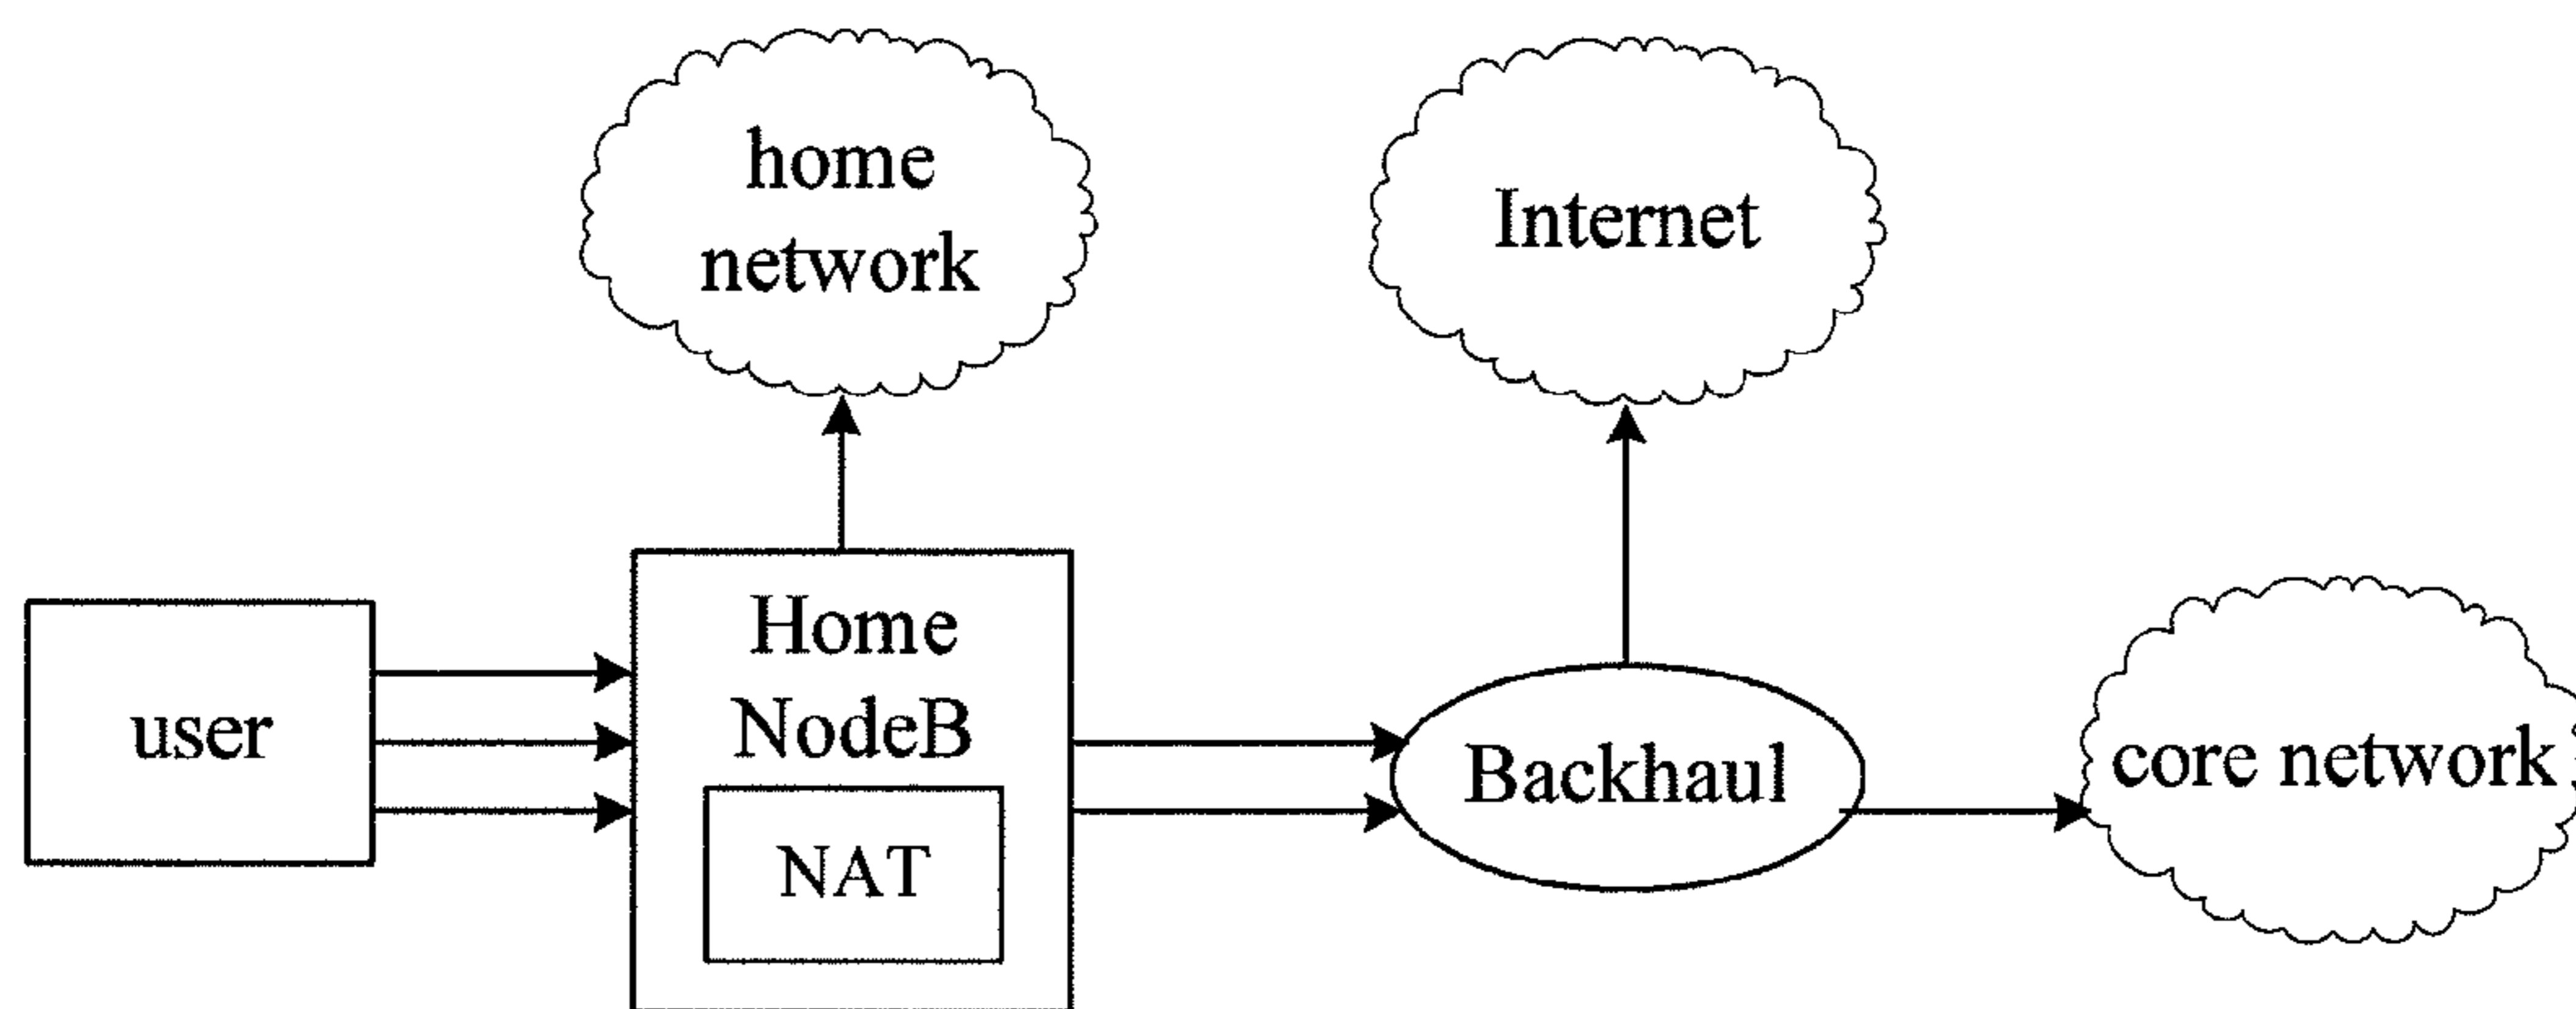 home
network
Internet
user
Home
NodeB
NAT
Backhaul
core network